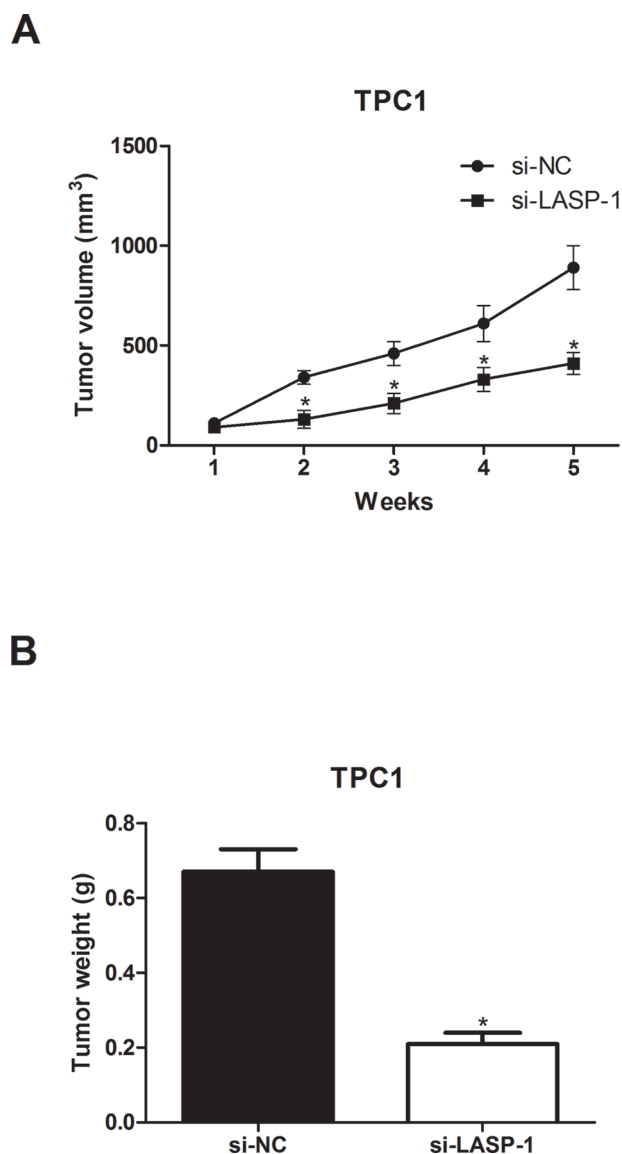 A
TPC1
Tumor volume (mm³)
1500
1000
500
0
si-NC
si-LASP-1
*
*
*
*
1 2 3 4 5
Weeks
B
TPC1
Tumor weight (g)
0.8
0.6
0.4
0.2
0.0
*
si-NC si-LASP-1